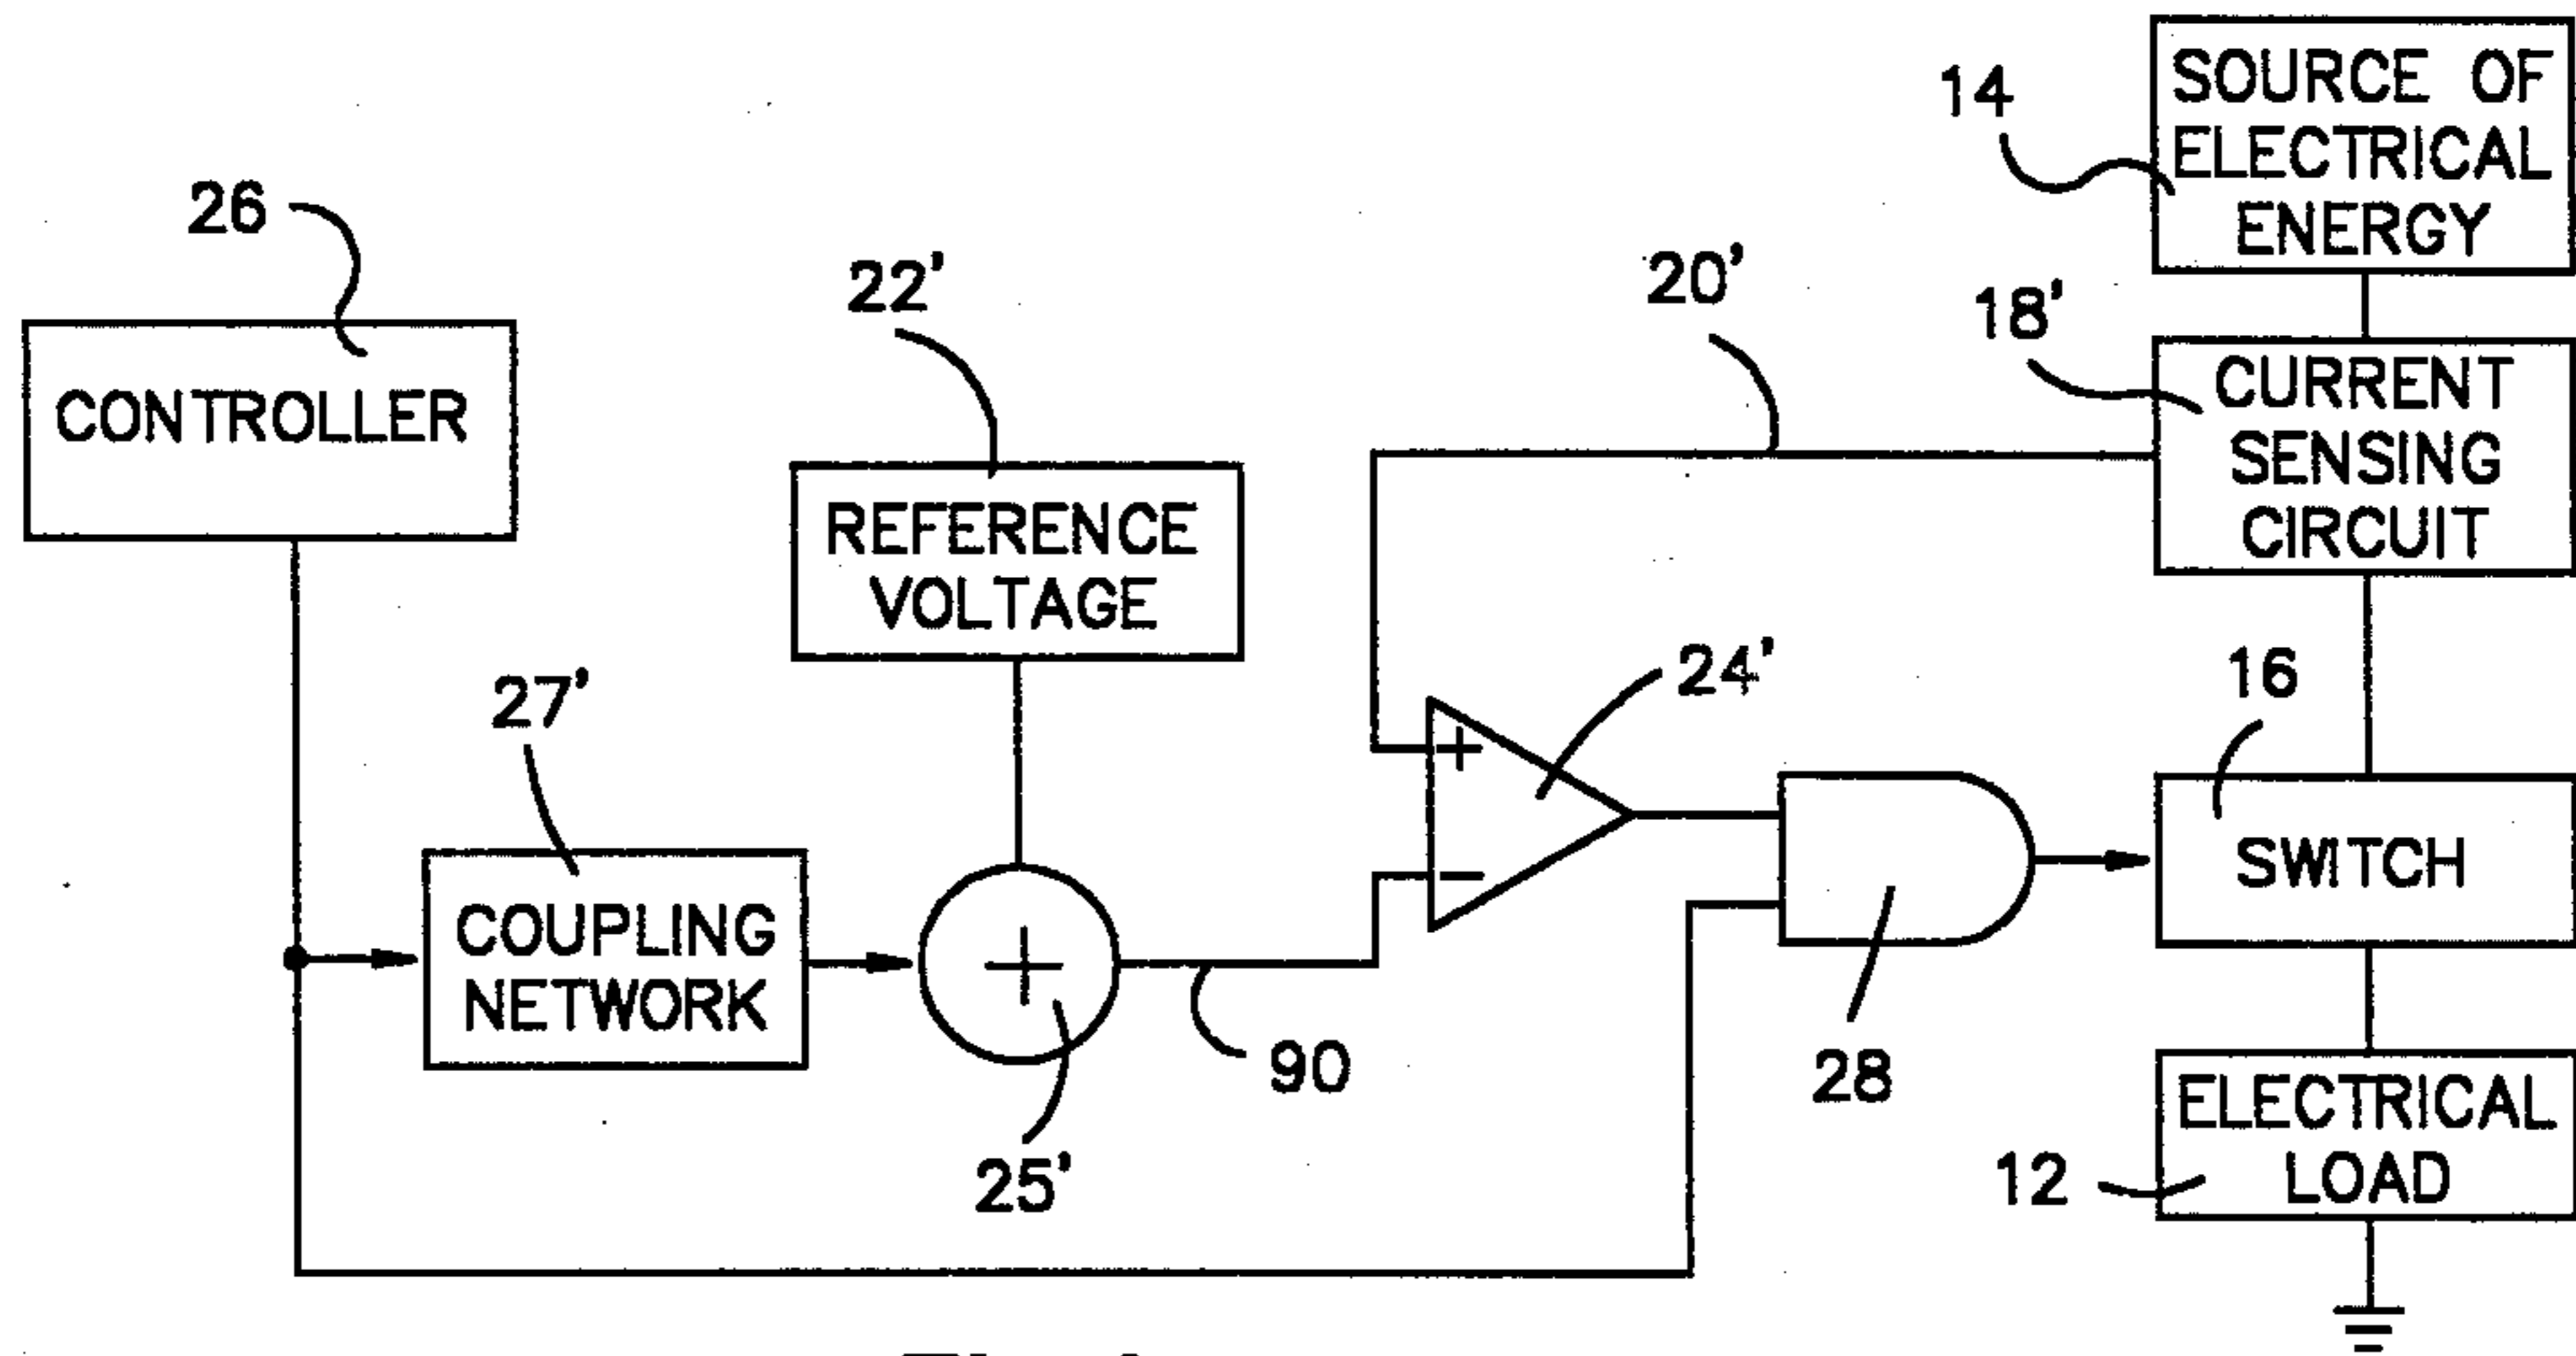 14
SOURCE OF
ELECTRICAL
ENERGY
26
CONTROLLER
22'
REFERENCE
VOLTAGE
20'
18'
CURRENT
SENSING
CIRCUIT
27'
COUPLING
NETWORK
+
25'
90
24'
+
−
28
16
SWITCH
12
ELECTRICAL
LOAD